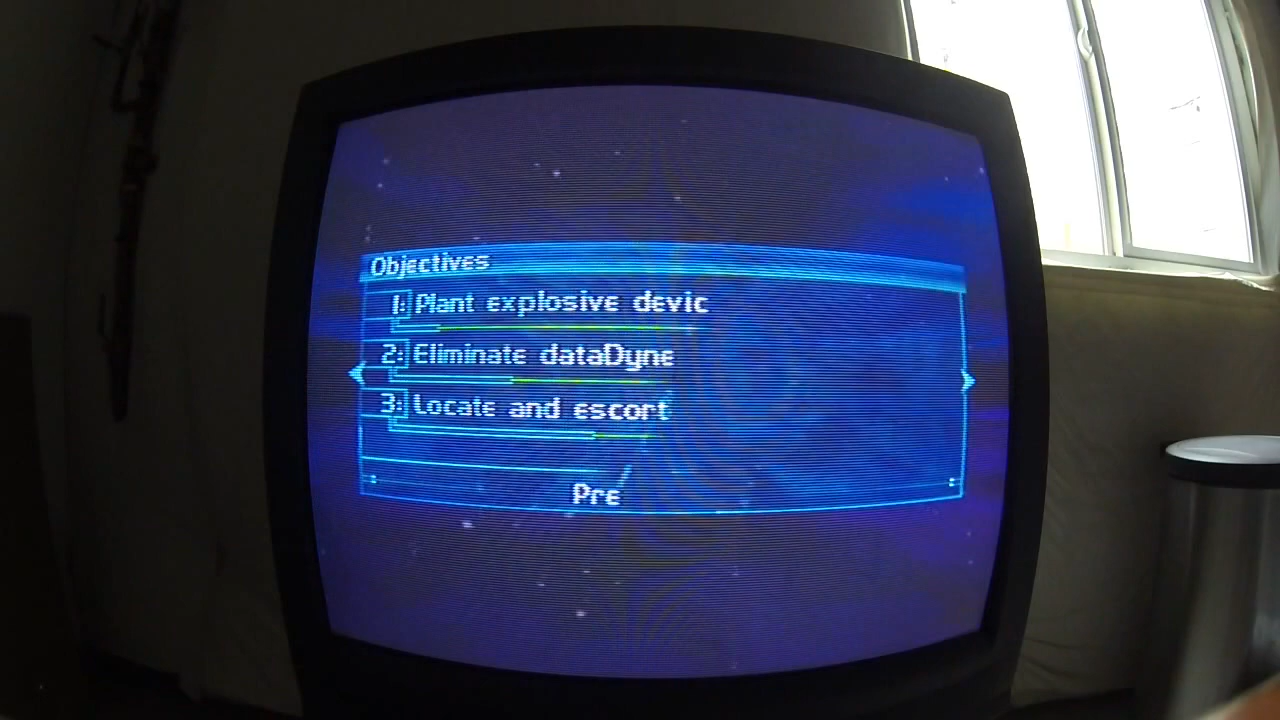 Objectives
1: Plant explosive devic
2: Eliminate dataDyne
3: Locate and escort
Pre